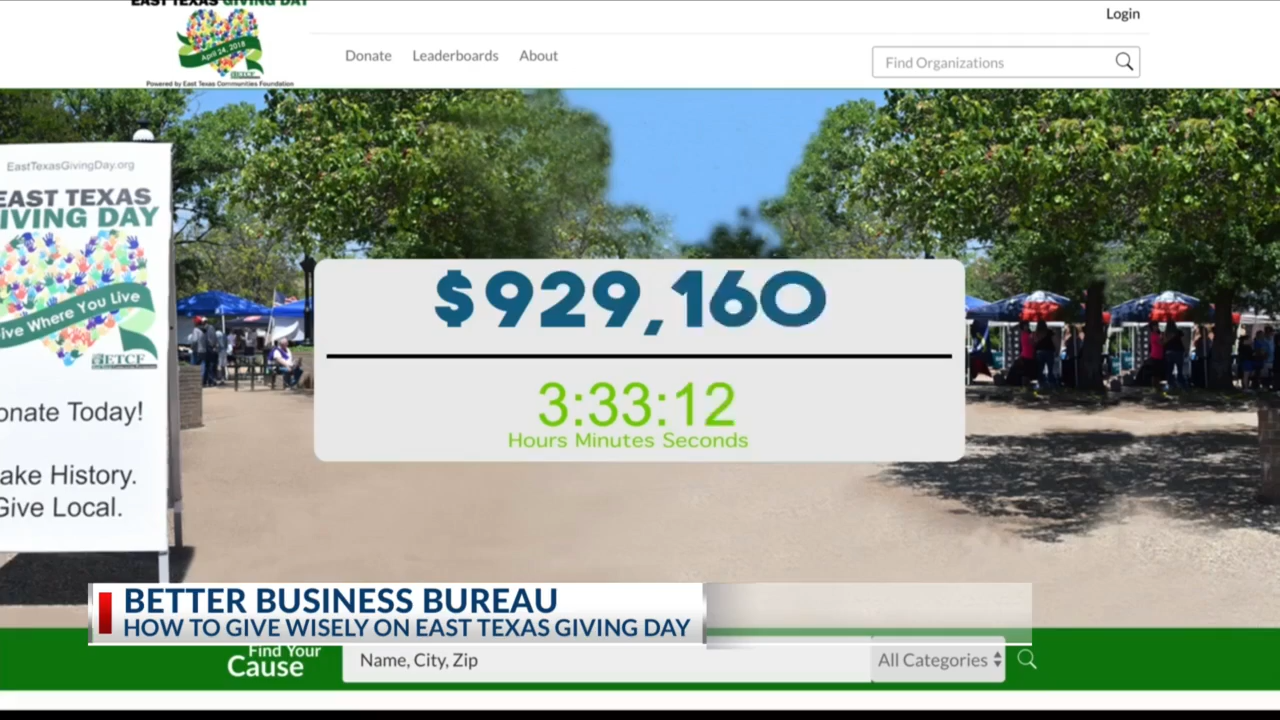 EAST TEXAS GIVING DAY
April 24, 2018
ETCF
Powered by East Texas Communities Foundation
Login
Donate Leaderboards About
Find Organizations
EastTexasGivingDay.org
EAST TEXAS
IVING DAY
ive Where You Live
ETCF
onate Today!
ake History.
Give Local.
$929,160
3:33:12
Hours Minutes Seconds
BETTER BUSINESS BUREAU
HOW TO GIVE WISELY ON EAST TEXAS GIVING DAY
Find Your
Cause
Name, City, Zip
All Categories